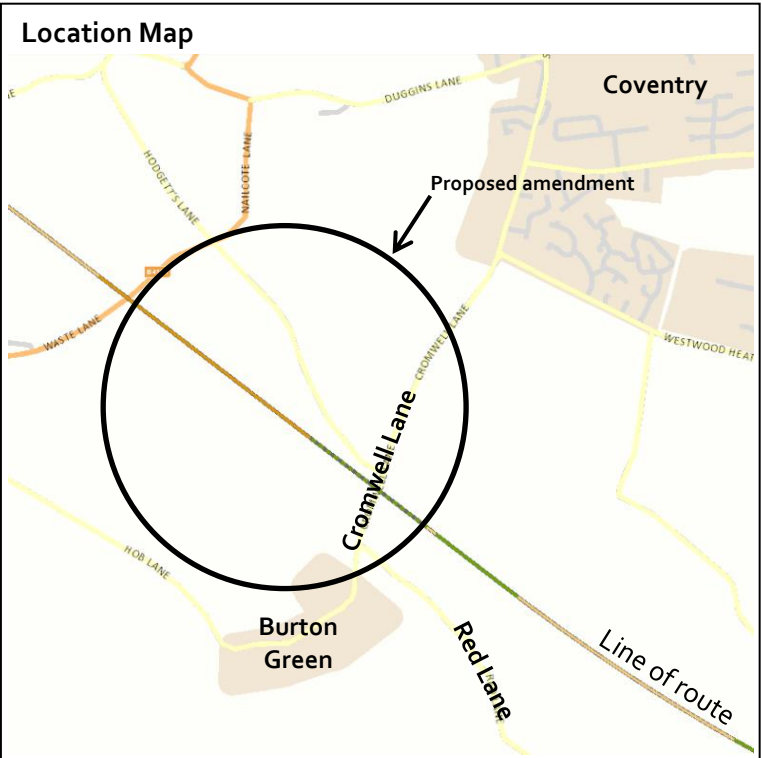 Location Map
Coventry
DUGGINS LANE
NAILCOTE LANE
HODGETT'S LANE
Proposed amendment
WASTE LANE
CROMWELL LANE
WESTWOOD HEAT
Cromwell Lane
HOB LANE
Burton
Green
Red Lane
Line of route